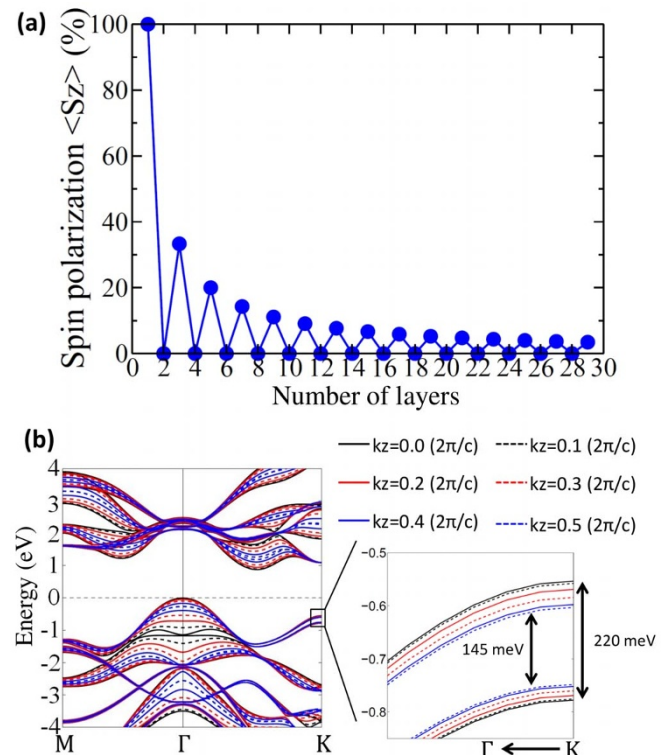 (a)
Spin polarization <Sz> (%)
100
80
60
40
20
0
0 2 4 6 8 10 12 14 16 18 20 22 24 26 28 30
Number of layers
(b)
kz=0.0 (2π/c) kz=0.1 (2π/c)
kz=0.2 (2π/c) kz=0.3 (2π/c)
kz=0.4 (2π/c) kz=0.5 (2π/c)
Energy (eV)
4
3
2
1
0
-1
-2
-3
-4
M Γ K
-0.5
-0.6
-0.7
-0.8
145 meV
220 meV
Γ K